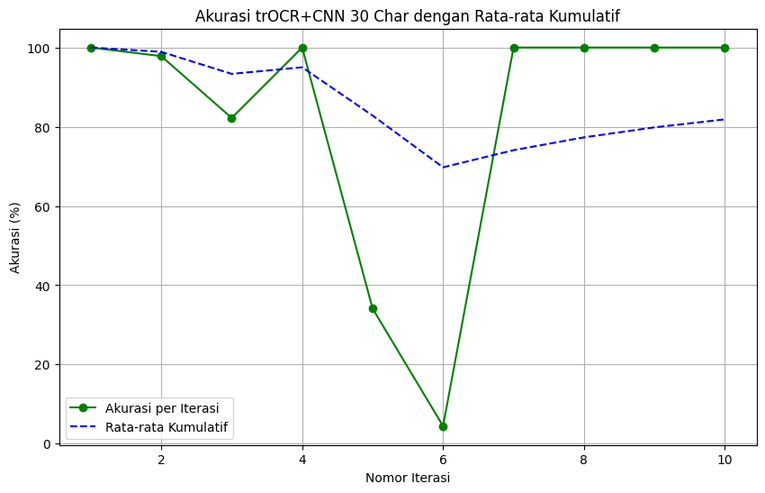 Akurasi trOCR+CNN 30 Char dengan Rata-rata Kumulatif
100
80
60
40
20
0
Akurasi (%)
Akurasi per Iterasi
Rata-rata Kumulatif
2
4
6
8
10
Nomor Iterasi